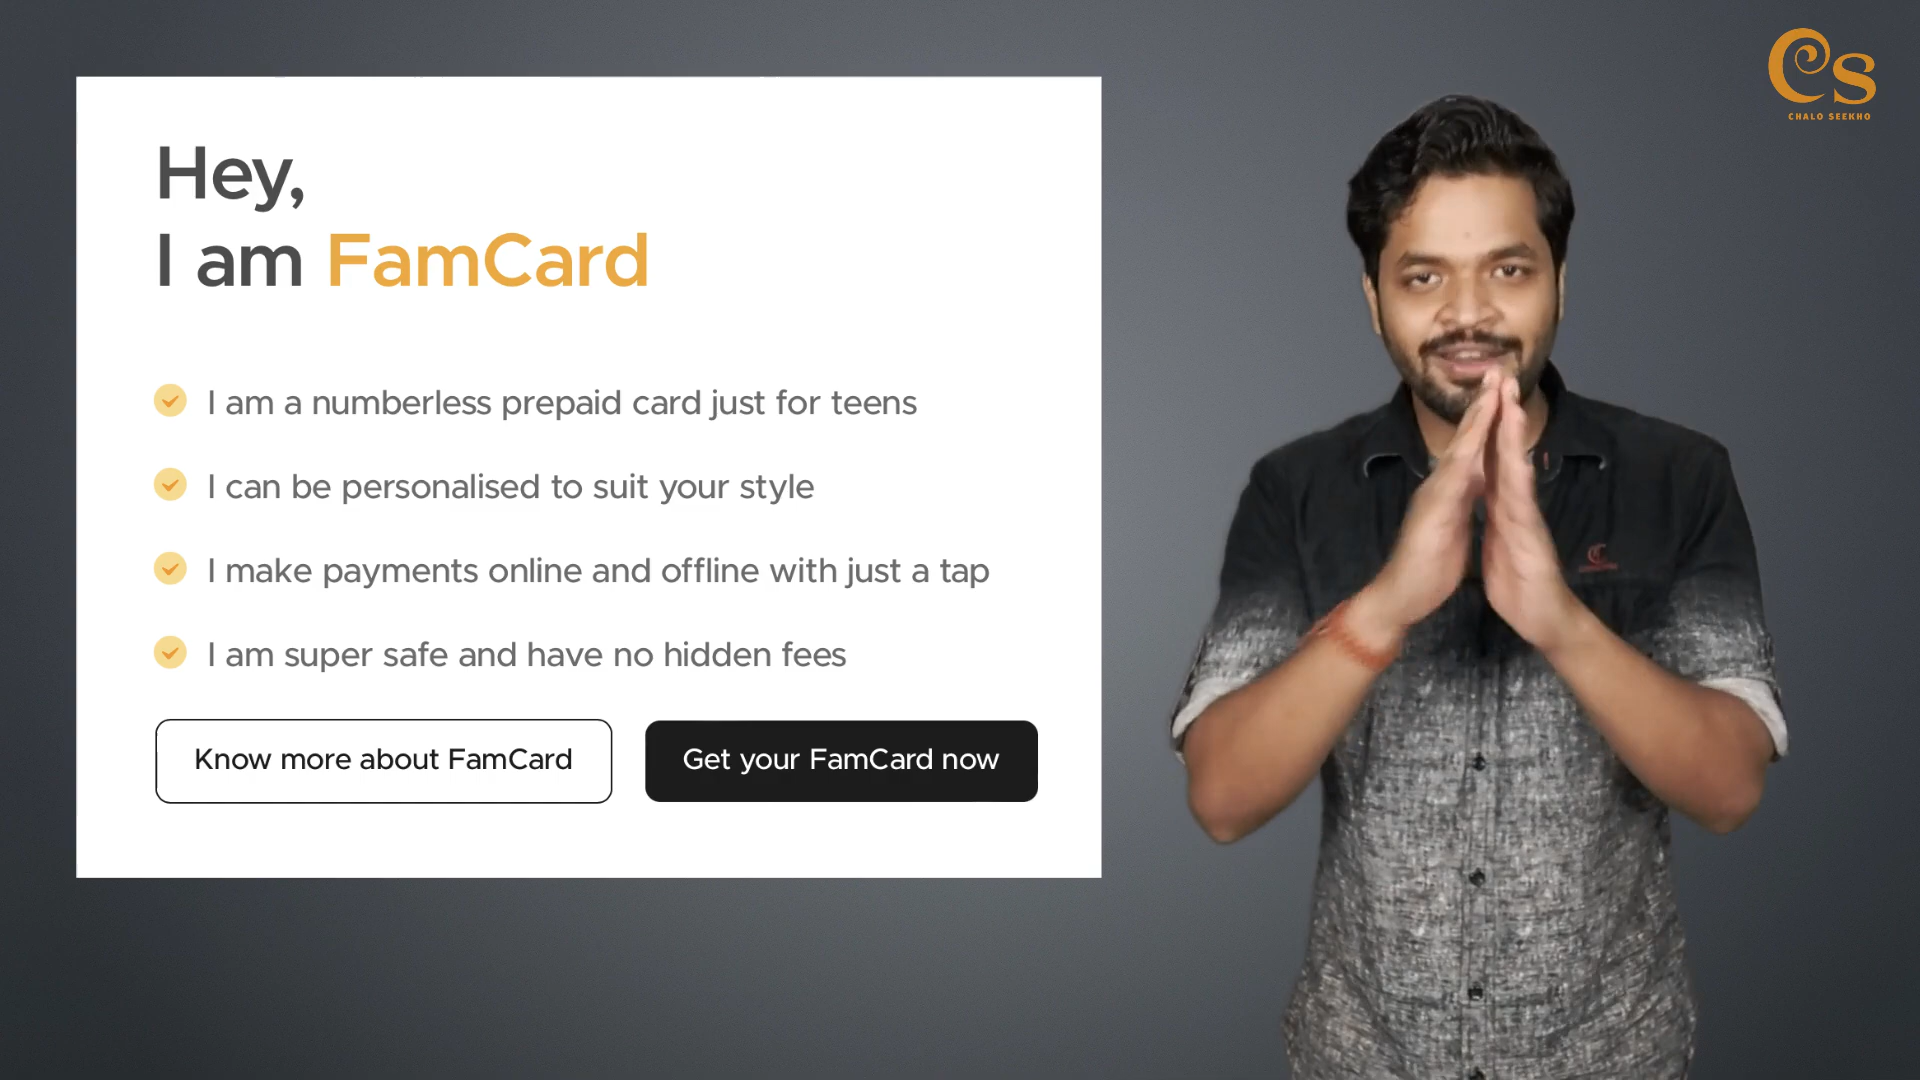 Hey,
I am FamCard
I am a numberless prepaid card just for teens
I can be personalised to suit your style
I make payments online and offline with just a tap
I am super safe and have no hidden fees
Know more about FamCard
Get your FamCard now
CS
CHALO SEEKHO